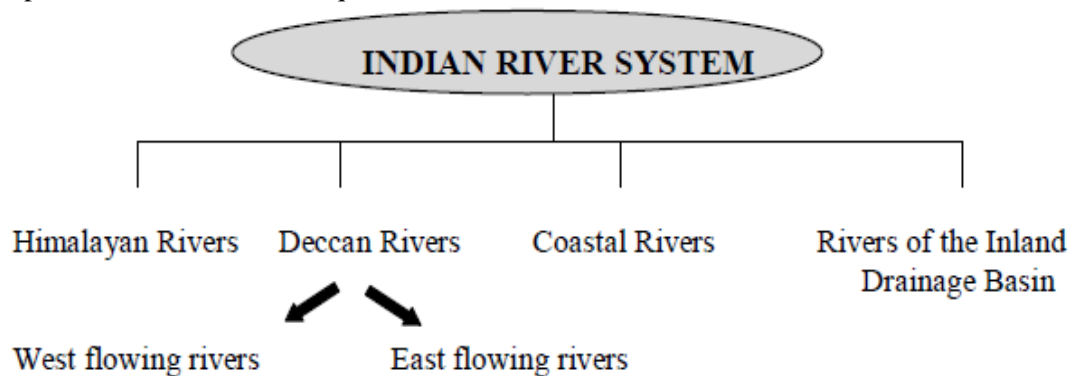 INDIAN RIVER SYSTEM
Himalayan Rivers Deccan Rivers Coastal Rivers Rivers of the Inland
Drainage Basin
West flowing rivers East flowing rivers